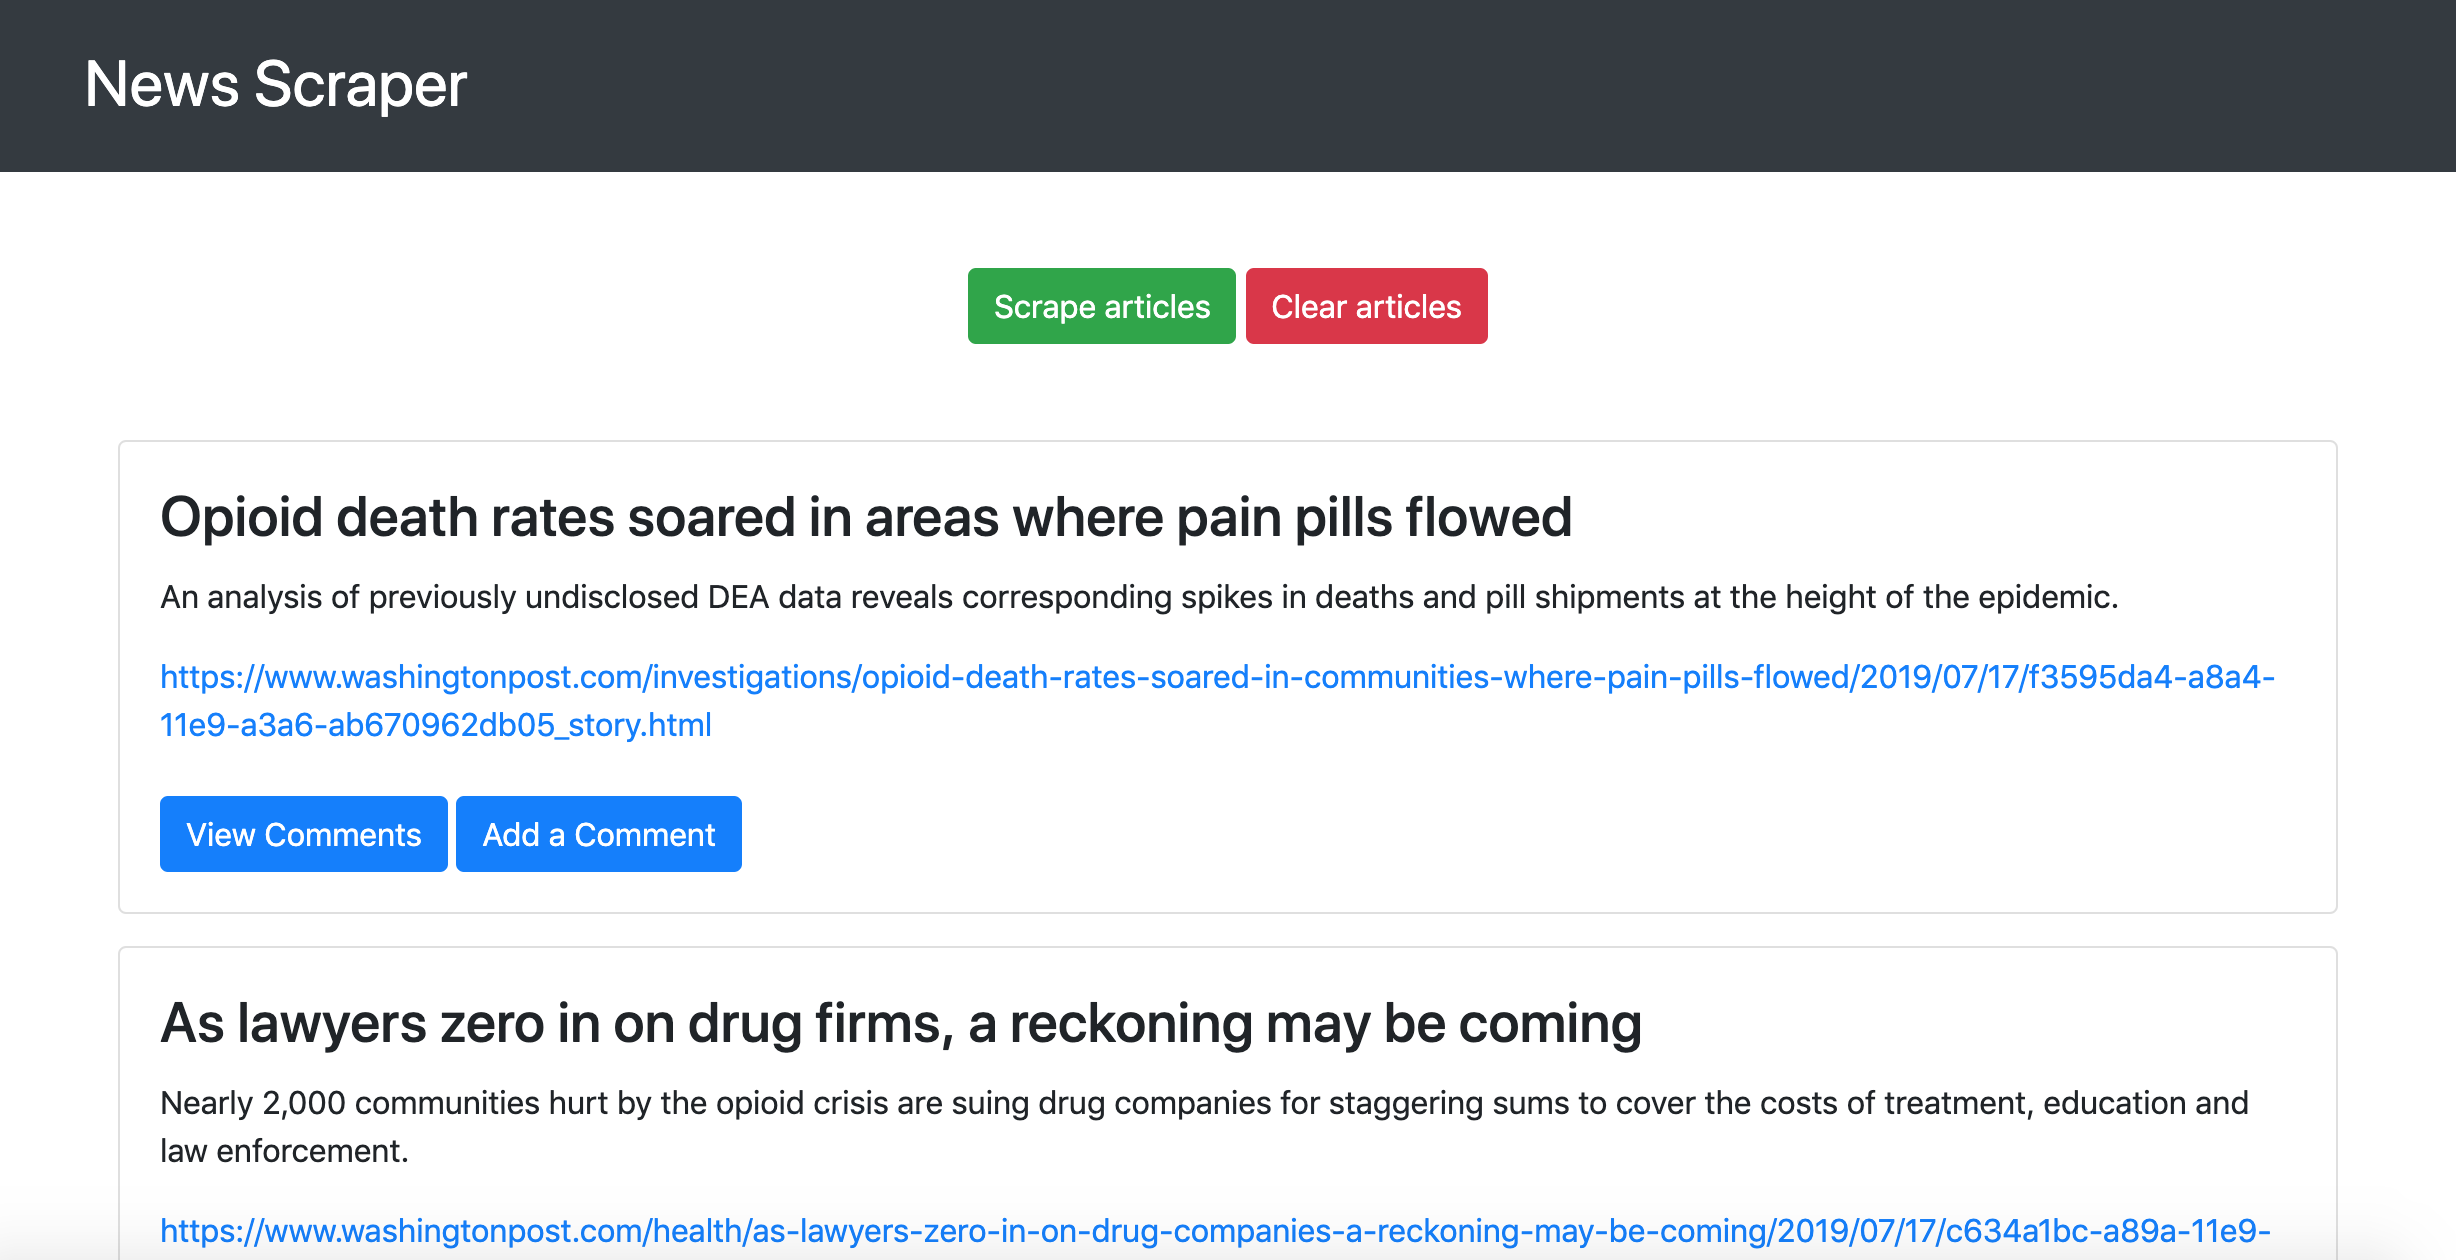 News Scraper
Scrape articles Clear articles
Opioid death rates soared in areas where pain pills flowed
An analysis of previously undisclosed DEA data reveals corresponding spikes in deaths and pill shipments at the height of the epidemic.
https://www.washingtonpost.com/investigations/opioid-death-rates-soared-in-communities-where-pain-pills-flowed/2019/07/17/f3595da4-a8a4-
11e9-a3a6-ab670962db05_story.html
View Comments Add a Comment
As lawyers zero in on drug firms, a reckoning may be coming
Nearly 2,000 communities hurt by the opioid crisis are suing drug companies for staggering sums to cover the costs of treatment, education and
law enforcement.
https://www.washingtonpost.com/health/as-lawyers-zero-in-on-drug-companies-a-reckoning-may-be-coming/2019/07/17/c634a1bc-a89a-11e9-